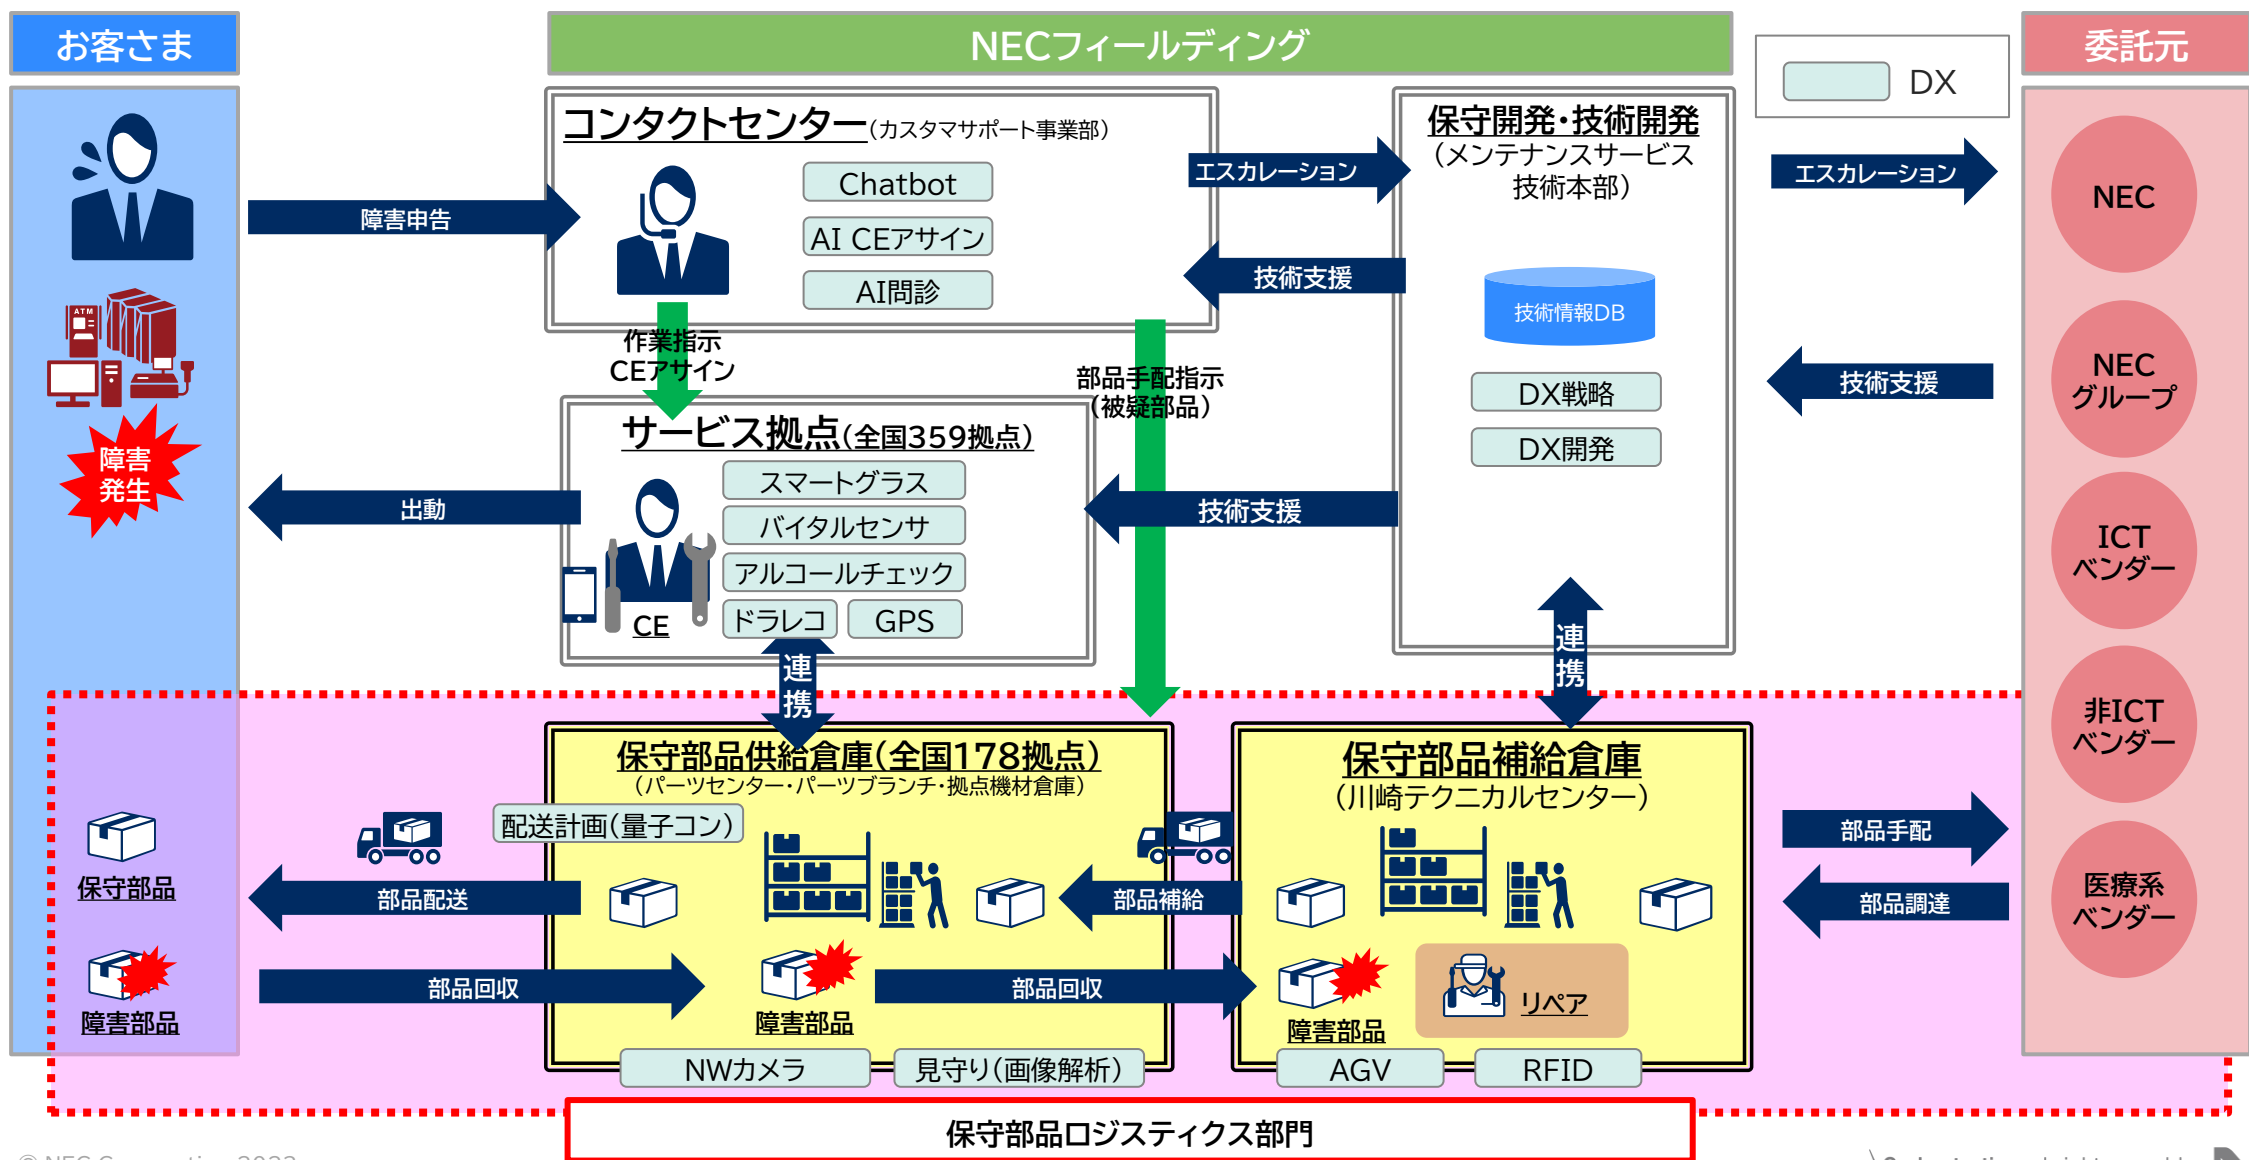 お客さま
NECフィールディング
委託元
DX
コンタクトセンター(カスタマサポート事業部)
Chatbot
AI CEアサイン
AI問診
障害申告
エスカレーション
技術支援
保守開発・技術開発
(メンテナンスサービス
技術本部)
技術情報DB
DX戦略
DX開発
エスカレーション
技術支援
NEC
NEC
グループ
ICT
ベンダー
非ICT
ベンダー
医療系
ベンダー
ATM
障害
発生
作業指示
CEアサイン
部品手配指示
(被疑部品)
サービス拠点(全国359拠点)
スマートグラス
バイタルセンサ
アルコールチェック
ドラレコ
GPS
CE
出動
技術支援
連携
連携
保守部品供給倉庫(全国178拠点)
(パーツセンター・パーツブランチ・拠点機材倉庫)
配送計画(量子コン)
保守部品補給倉庫
(川崎テクニカルセンター)
部品手配
部品調達
保守部品
部品配送
部品補給
障害部品
部品回収
障害部品
部品回収
障害部品
リペア
NWカメラ
見守り(画像解析)
AGV
RFID
保守部品ロジスティクス部門